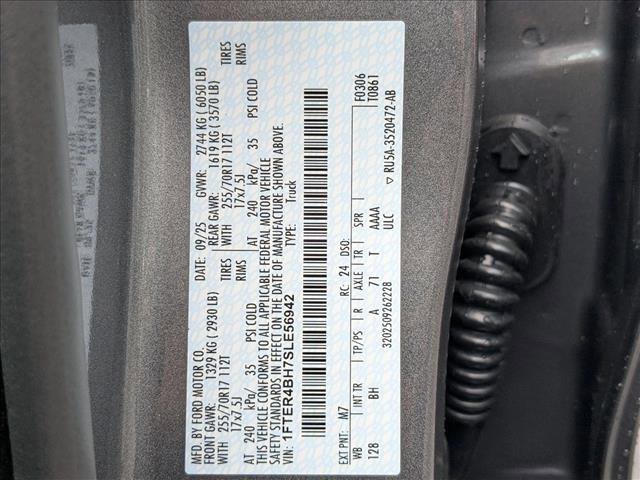 MFD. BY FORD MOTOR CO.
DATE: 09/25 GVWR: 2744 KG ( 6050 LB)
FRONT GAWR: 1329 KG ( 2930 LB) REAR GAWR: 1619 KG ( 3570 LB)
WITH 255/70R17 112T TIRES WITH 255/70R17 112T TIRES
17x7.5J RIMS 17x7.5J RIMS
AT 240 kPa/ 35 PSI COLD AT 240 kPa/ 35 PSI COLD
THIS VEHICLE CONFORMS TO ALL APPLICABLE FEDERAL MOTOR VEHICLE
SAFETY STANDARDS IN EFFECT ON THE DATE OF MANUFACTURE SHOWN ABOVE.
VIN: 1FTER4BH7SLE56942
TYPE: Truck
F0306
T0861
EXT PNT: M7 RC: 24 DSO:
WB INT TR TP/PS R AXLE TR SPR
128 BH A 71 T AAAA
ULC
3202509262228
▽ RU5A-3S20472-AB